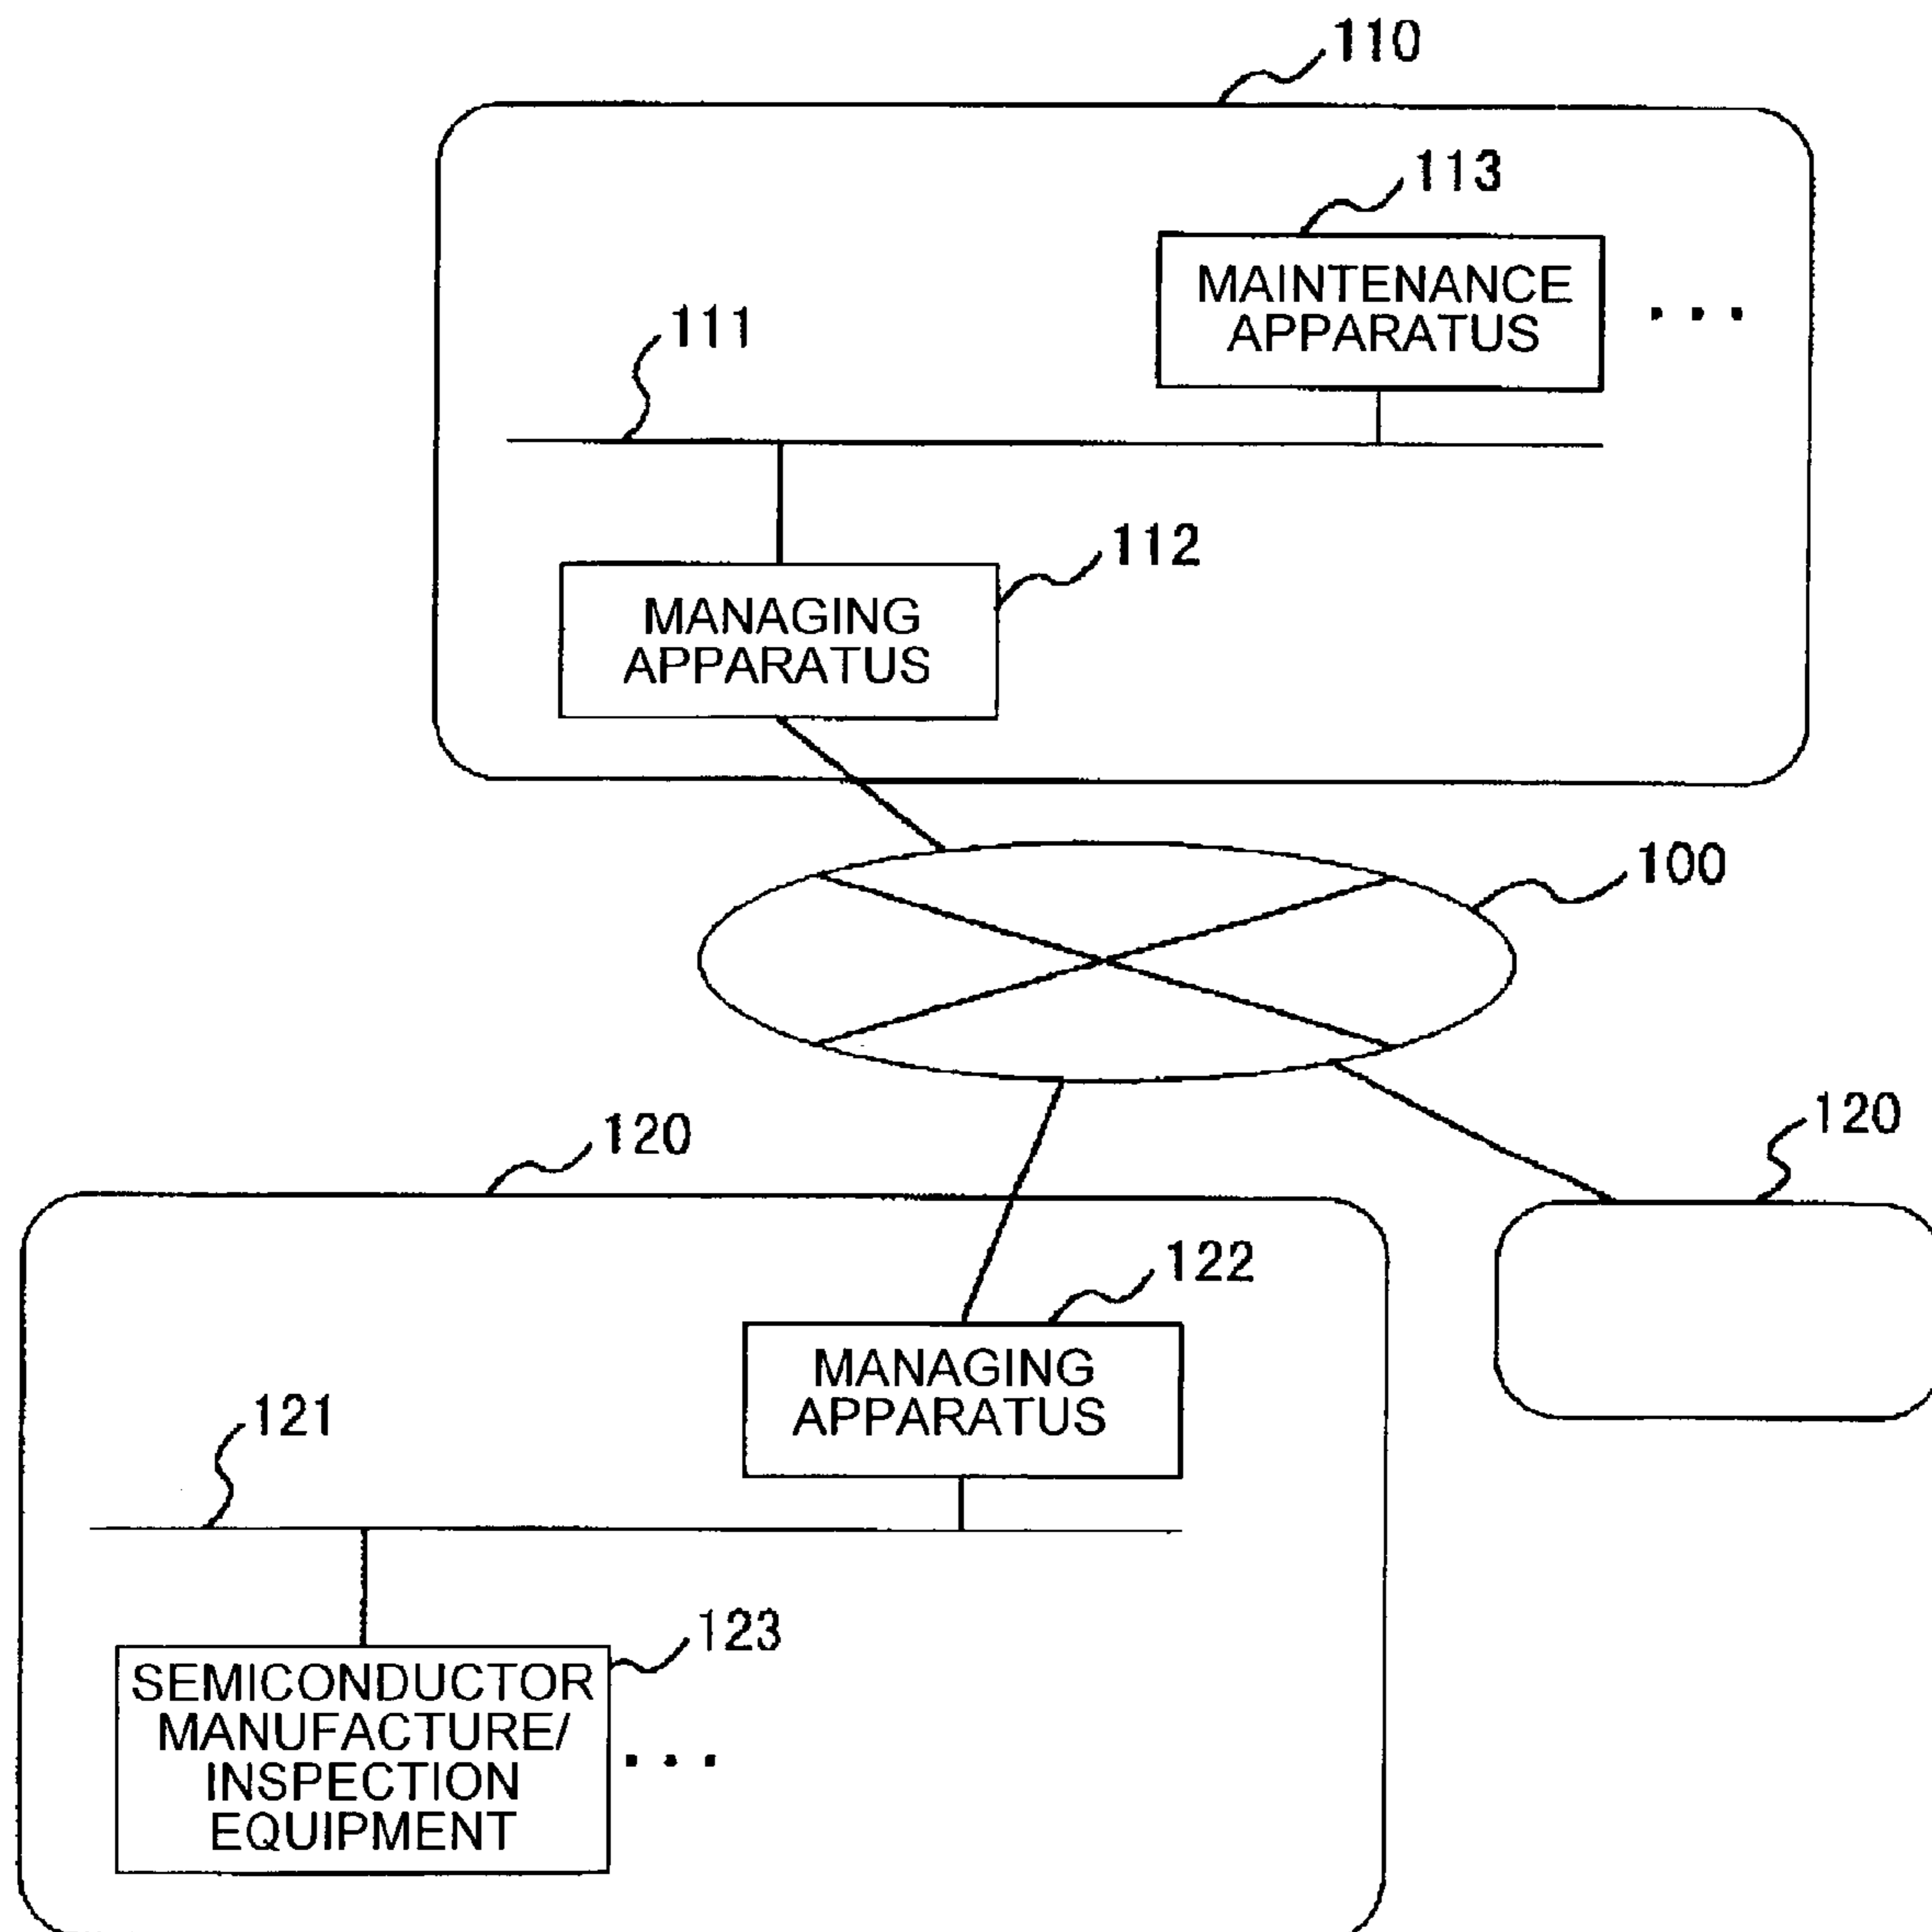 110
113
MAINTENANCE
APPARATUS
...
111
112
MANAGING
APPARATUS
100
120
120
122
MANAGING
APPARATUS
121
123
SEMICONDUCTOR
MANUFACTURE/
INSPECTION
EQUIPMENT
...